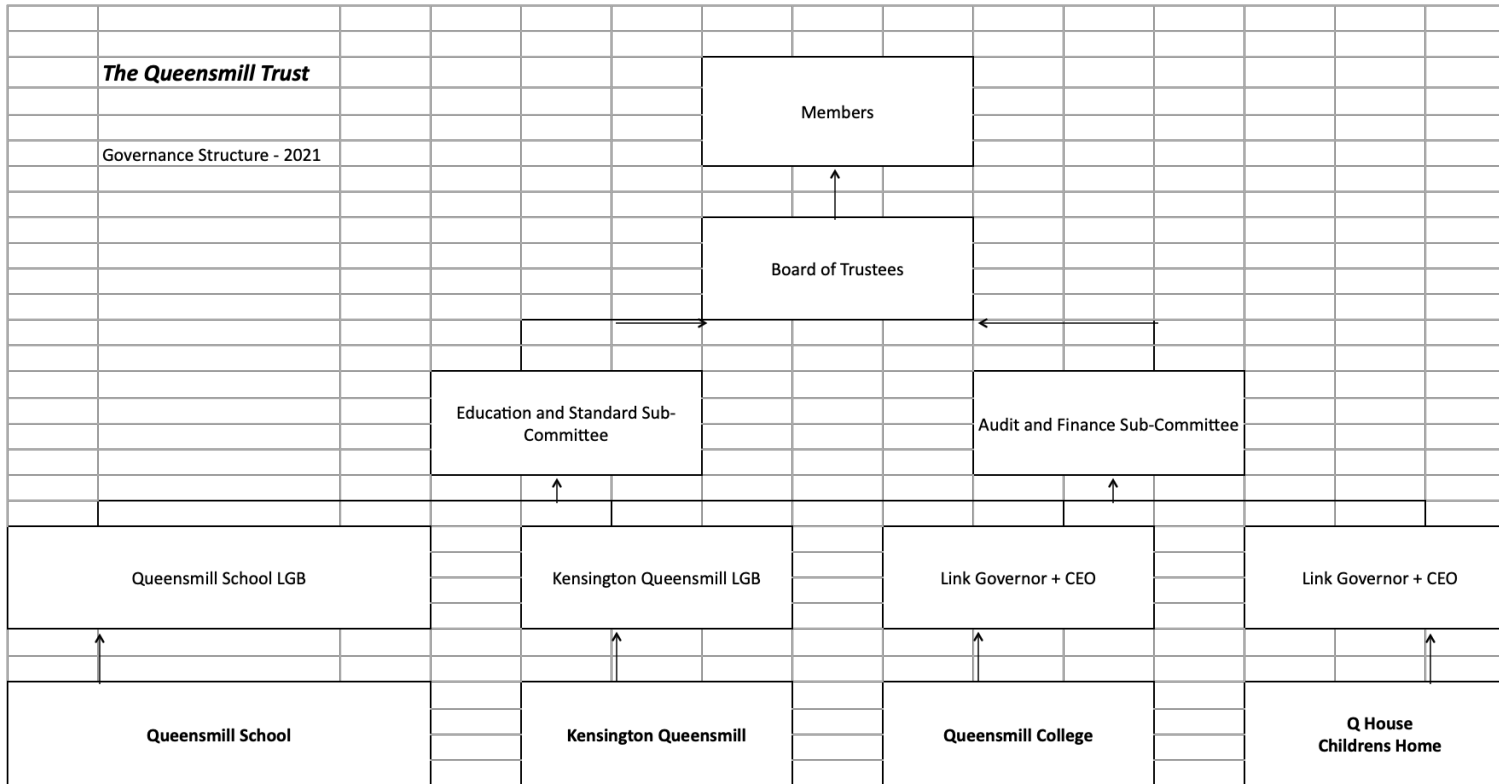 The Queensmill Trust
Members
Governance Structure - 2021
Board of Trustees
Education and Standard Sub-
Committee
Audit and Finance Sub-Committee
Queensmill School LGB
Kensington Queensmill LGB
Link Governor + CEO
Link Governor + CEO
Queensmill School
Kensington Queensmill
Queensmill College
Q House
Childrens Home